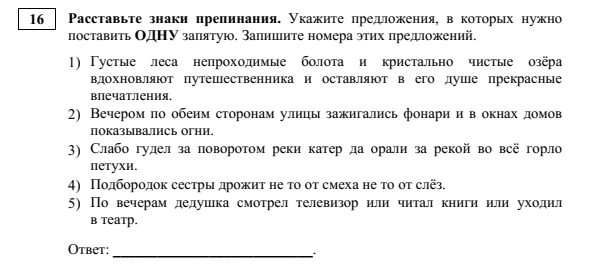 16 Расставьте знаки препинания. Укажите предложения, в которых нужно
поставить ОДНУ запятую. Запишите номера этих предложений.
1) Густые леса непроходимые болота и кристально чистые озёра
вдохновляют путешественника и оставляют в его душе прекрасные
впечатления.
2) Вечером по обеим сторонам улицы зажигались фонари и в окнах домов
показывались огни.
3) Слабо гудел за поворотом реки катер да орали за рекой во всё горло
петухи.
4) Подбородок сестры дрожит не то от смеха не то от слёз.
5) По вечерам дедушка смотрел телевизор или читал книги или уходил
в театр.
Ответ: ___________________________.